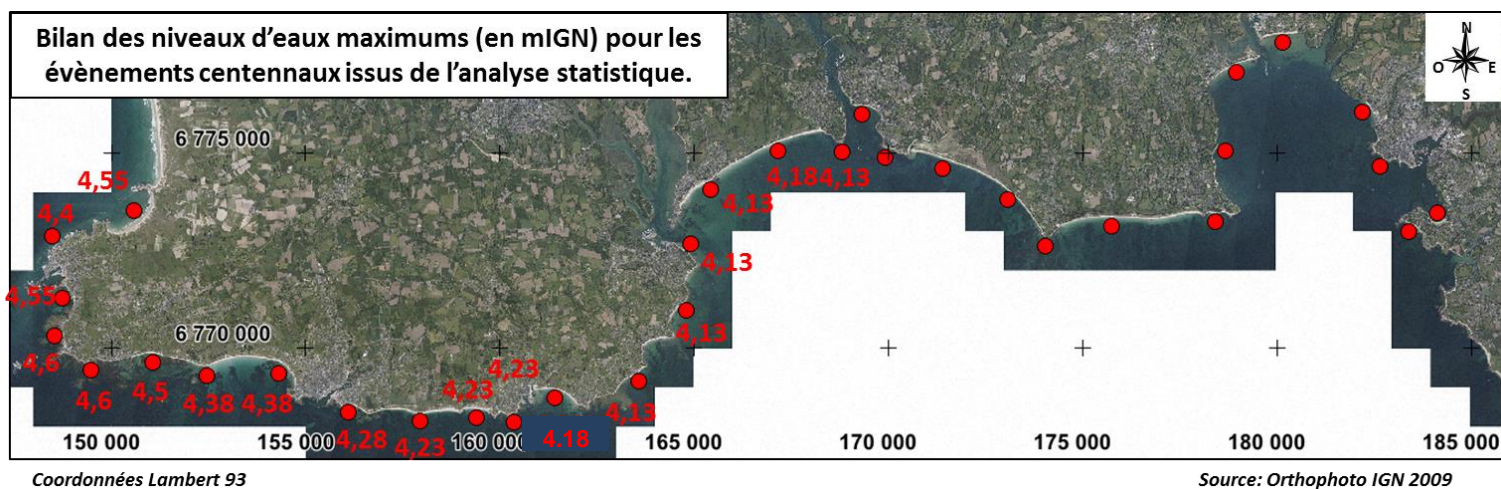 Bilan des niveaux d'eaux maximums (en mIGN) pour les
évènements centennaux issus de l'analyse statistique.
N
O E
S
6 775 000
4,55
4,4
4,18 4,13
4,13
4,13
4,55
4,13
6 770 000
4,6
4,6
4,5
4,38
4,38
4,23
4,23
4,13
4,28
4,23
4.18
150 000 155 000 160 000 165 000 170 000 175 000 180 000 185 000
Coordonnées Lambert 93
Source: Orthophoto IGN 2009